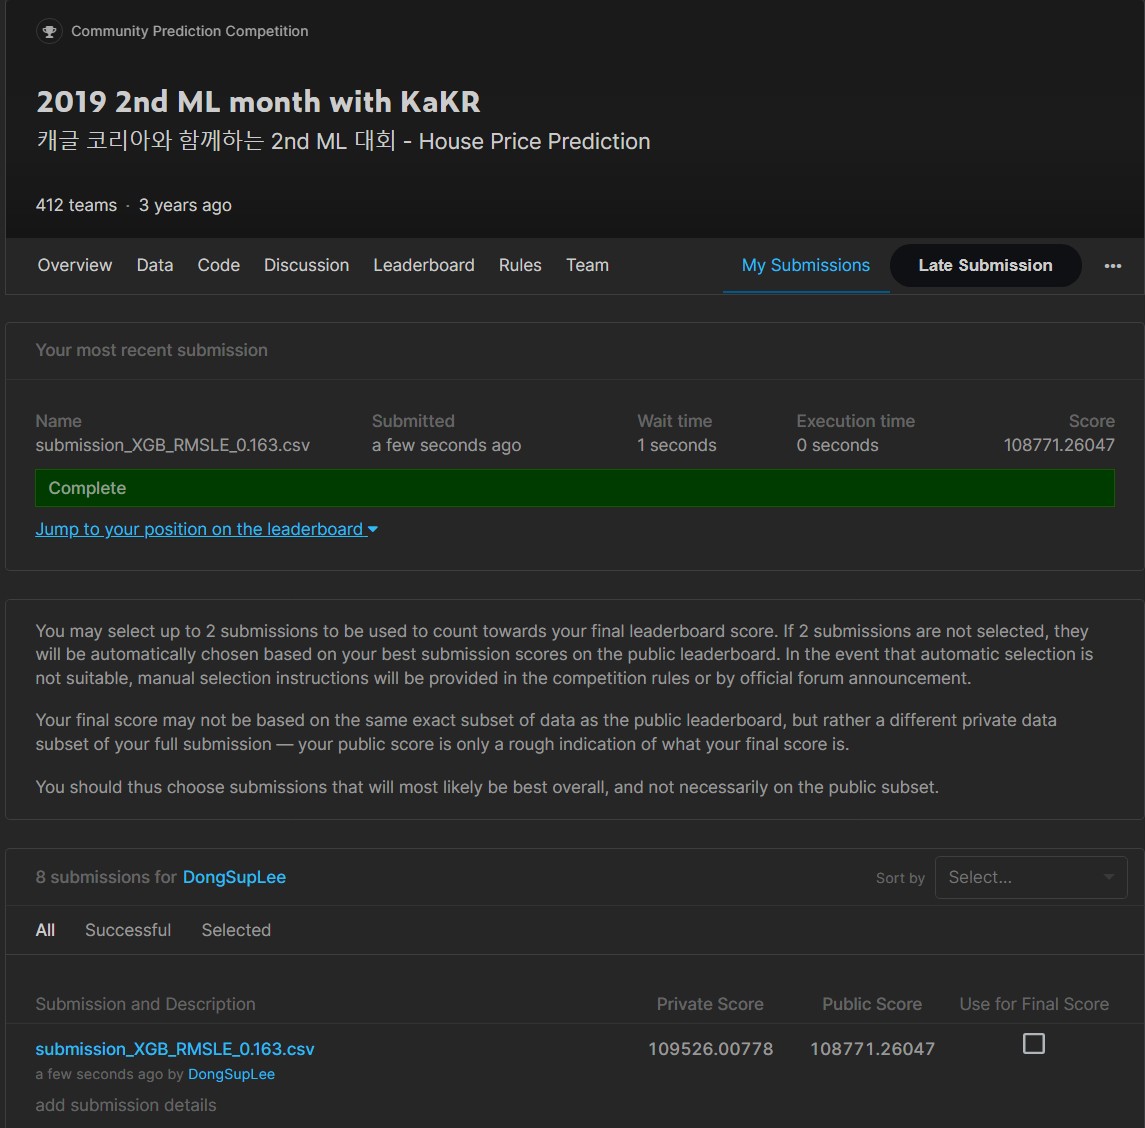 Community Prediction Competition
2019 2nd ML month with KaKR
캐글 코리아와 함께하는 2nd ML 대회 - House Price Prediction
412 teams · 3 years ago
Overview Data Code Discussion Leaderboard Rules Team My Submissions Late Submission ...
Your most recent submission
Name Submitted Wait time Execution time Score
submission_XGB_RMSLE_0.163.csv a few seconds ago 1 seconds 0 seconds 108771.26047
Complete
Jump to your position on the leaderboard
You may select up to 2 submissions to be used to count towards your final leaderboard score. If 2 submissions are not selected, they
will be automatically chosen based on your best submission scores on the public leaderboard. In the event that automatic selection is
not suitable, manual selection instructions will be provided in the competition rules or by official forum announcement.
Your final score may not be based on the same exact subset of data as the public leaderboard, but rather a different private data
subset of your full submission — your public score is only a rough indication of what your final score is.
You should thus choose submissions that will most likely be best overall, and not necessarily on the public subset.
8 submissions for DongSupLee Sort by Select...
All Successful Selected
Submission and Description Private Score Public Score Use for Final Score
submission_XGB_RMSLE_0.163.csv 109526.00778 108771.26047
a few seconds ago by DongSupLee
add submission details